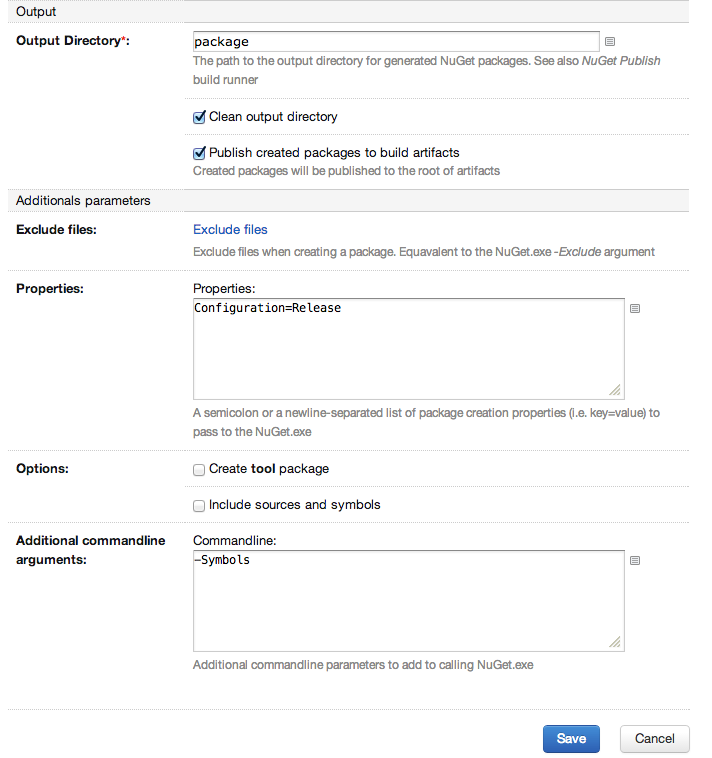 Output
Output Directory*:
package
The path to the output directory for generated NuGet packages. See also NuGet Publish
build runner
Clean output directory
Publish created packages to build artifacts
Created packages will be published to the root of artifacts
Additionals parameters
Exclude files:
Exclude files
Exclude files when creating a package. Equavalent to the NuGet.exe -Exclude argument
Properties:
Properties:
Configuration=Release
A semicolon or a newline-separated list of package creation properties (i.e. key=value) to
pass to the NuGet.exe
Options:
Create tool package
Include sources and symbols
Additional commandline
arguments:
Commandline:
-Symbols
Additional commandline parameters to add to calling NuGet.exe
Save
Cancel